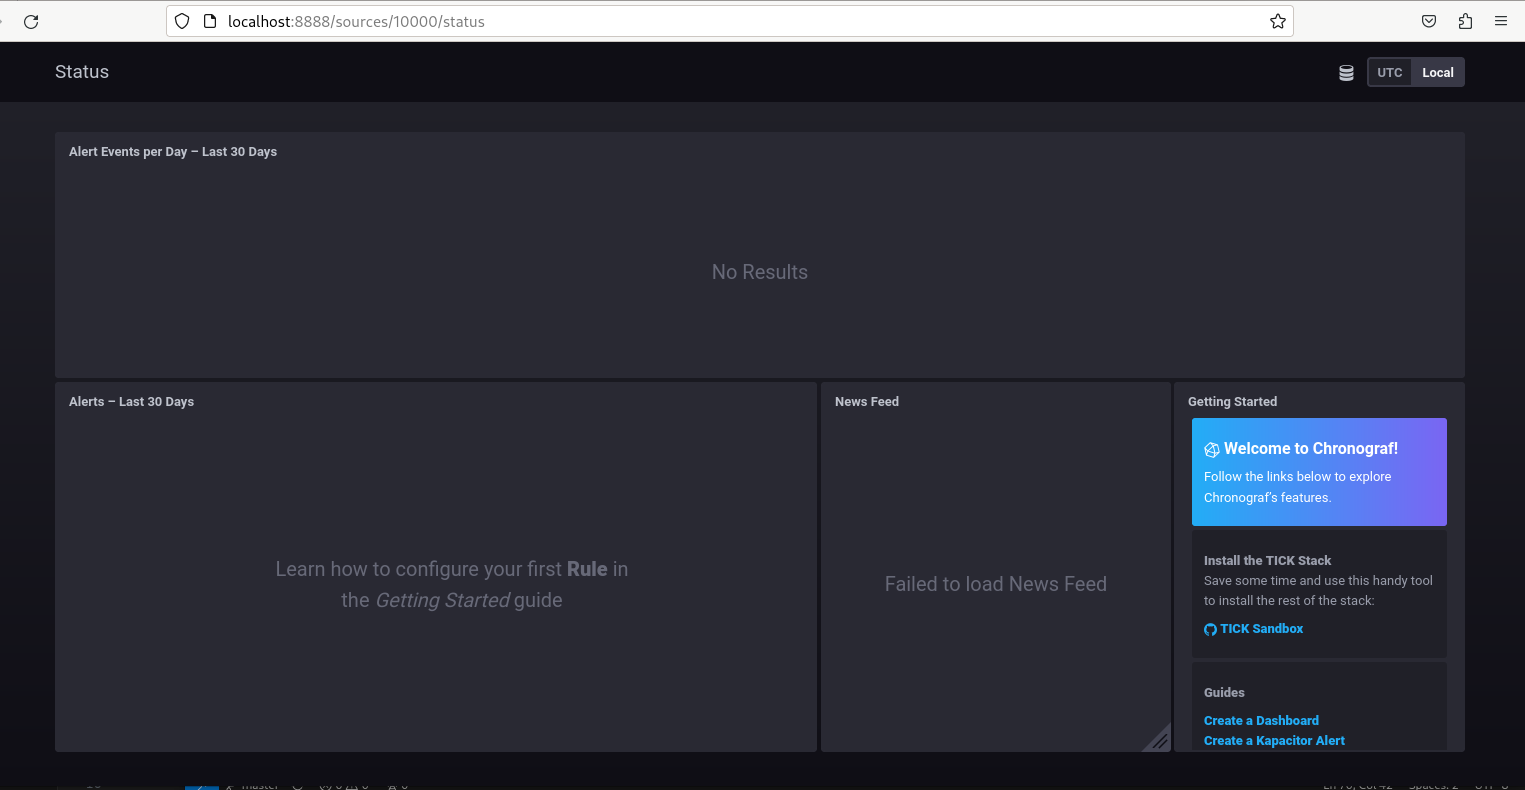 localhost:8888/sources/10000/status
Status
UTC
Local
Alert Events per Day – Last 30 Days
No Results
Alerts – Last 30 Days
Learn how to configure your first Rule in
the Getting Started guide
News Feed
Failed to load News Feed
Getting Started
Welcome to Chronograf!
Follow the links below to explore
Chronograf's features.
Install the TICK Stack
Save some time and use this handy tool
to install the rest of the stack:
TICK Sandbox
Guides
Create a Dashboard
Create a Kapacitor Alert
master